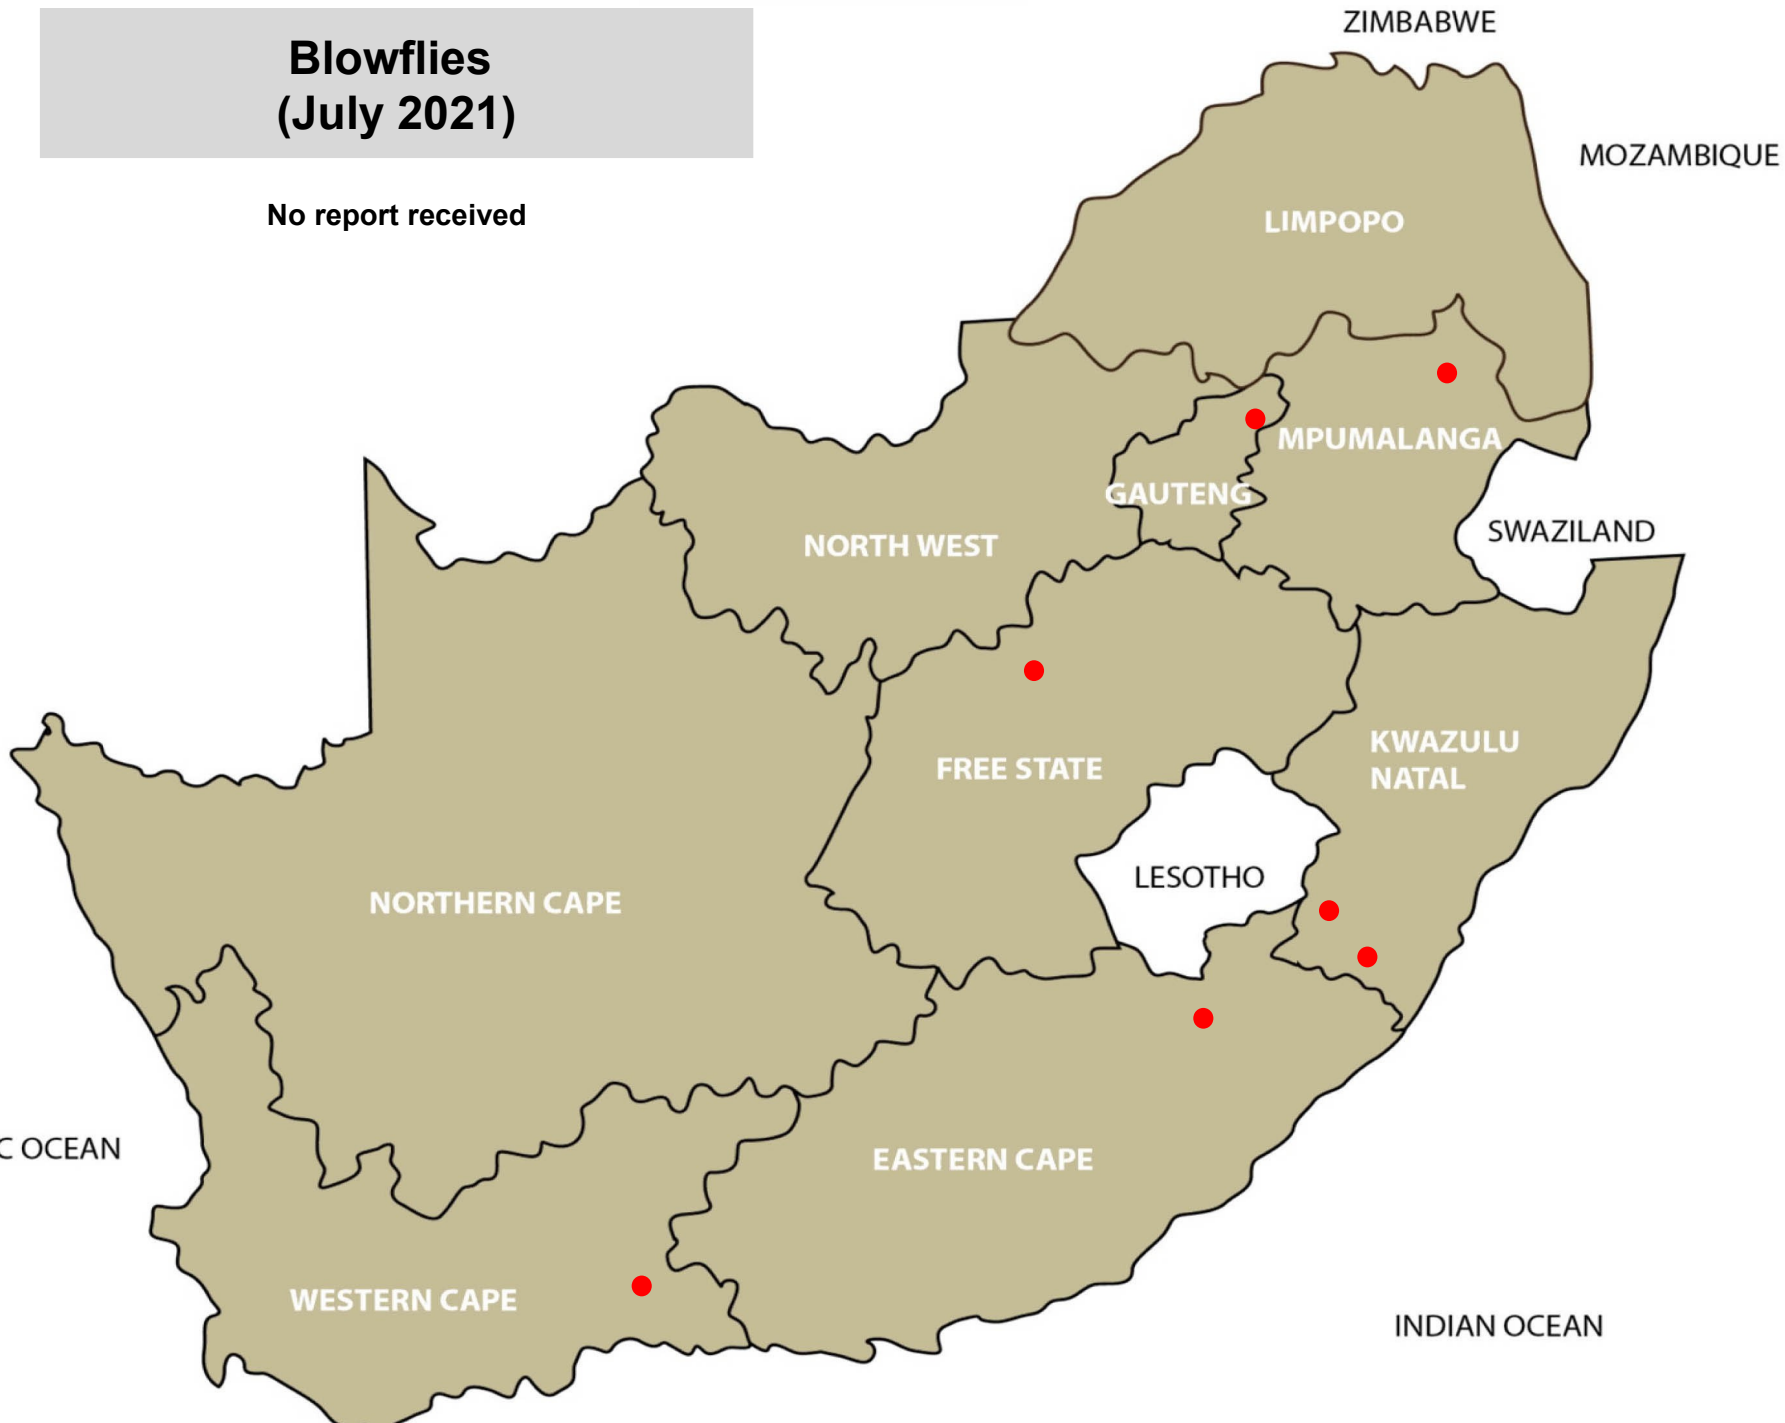 Blowflies
(July 2021)
No report received
ZIMBABWE
MOZAMBIQUE
LIMPOPO
MPUMALANGA
GAUTENG
SWAZILAND
NORTH WEST
KWAZULU
NATAL
FREE STATE
LESOTHO
NORTHERN CAPE
C OCEAN
EASTERN CAPE
WESTERN CAPE
INDIAN OCEAN